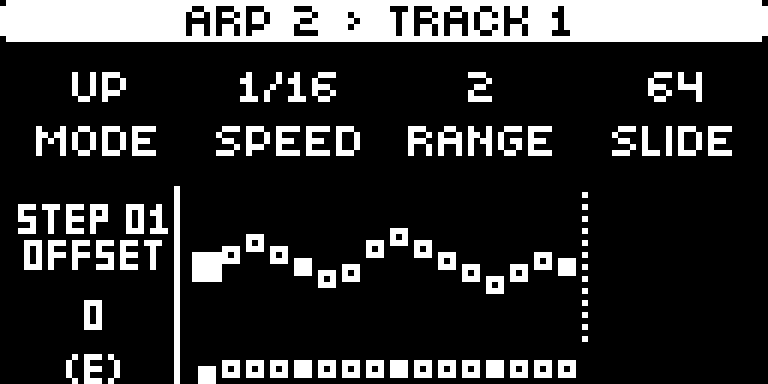 ARP 2 > TRACK 1
UP 1/16 2 64
MODE SPEED RANGE SLIDE
STEP 01
OFFSET
0
(E)